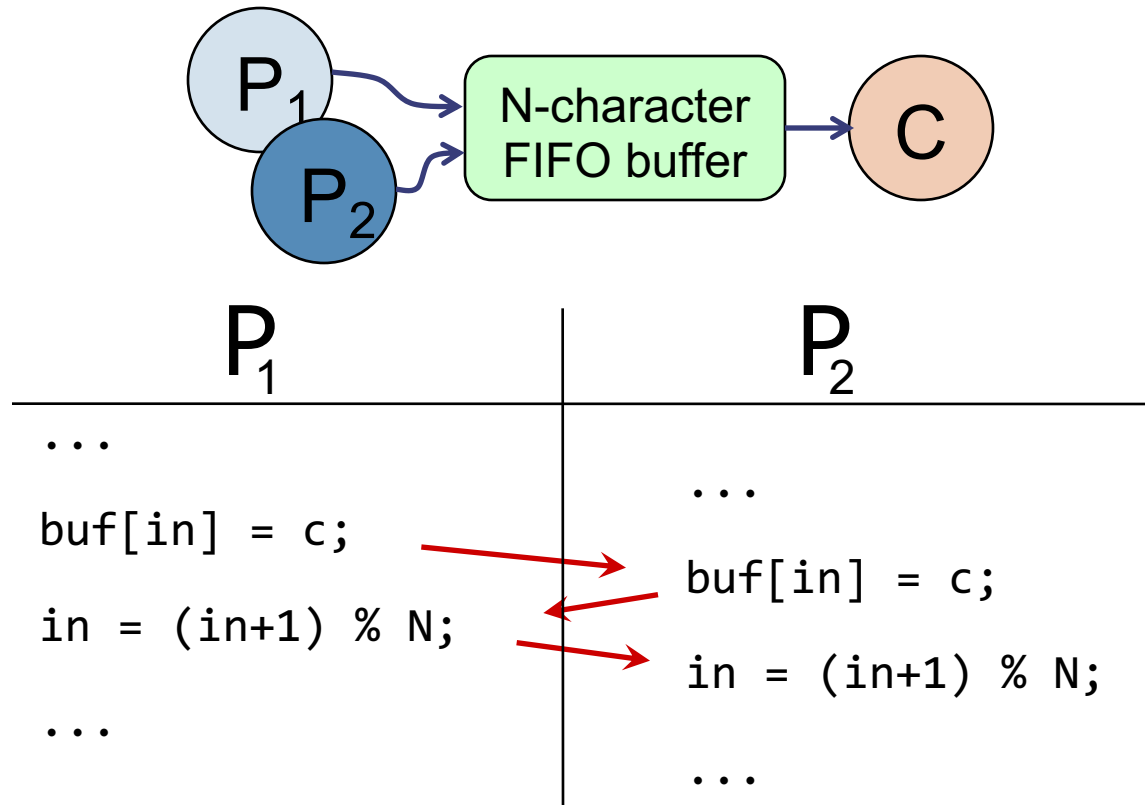 P1
P2
N-character
FIFO buffer
C
P1
P2
...
buf[in] = c;
in = (in+1) % N;
...
...
buf[in] = c;
in = (in+1) % N;
...